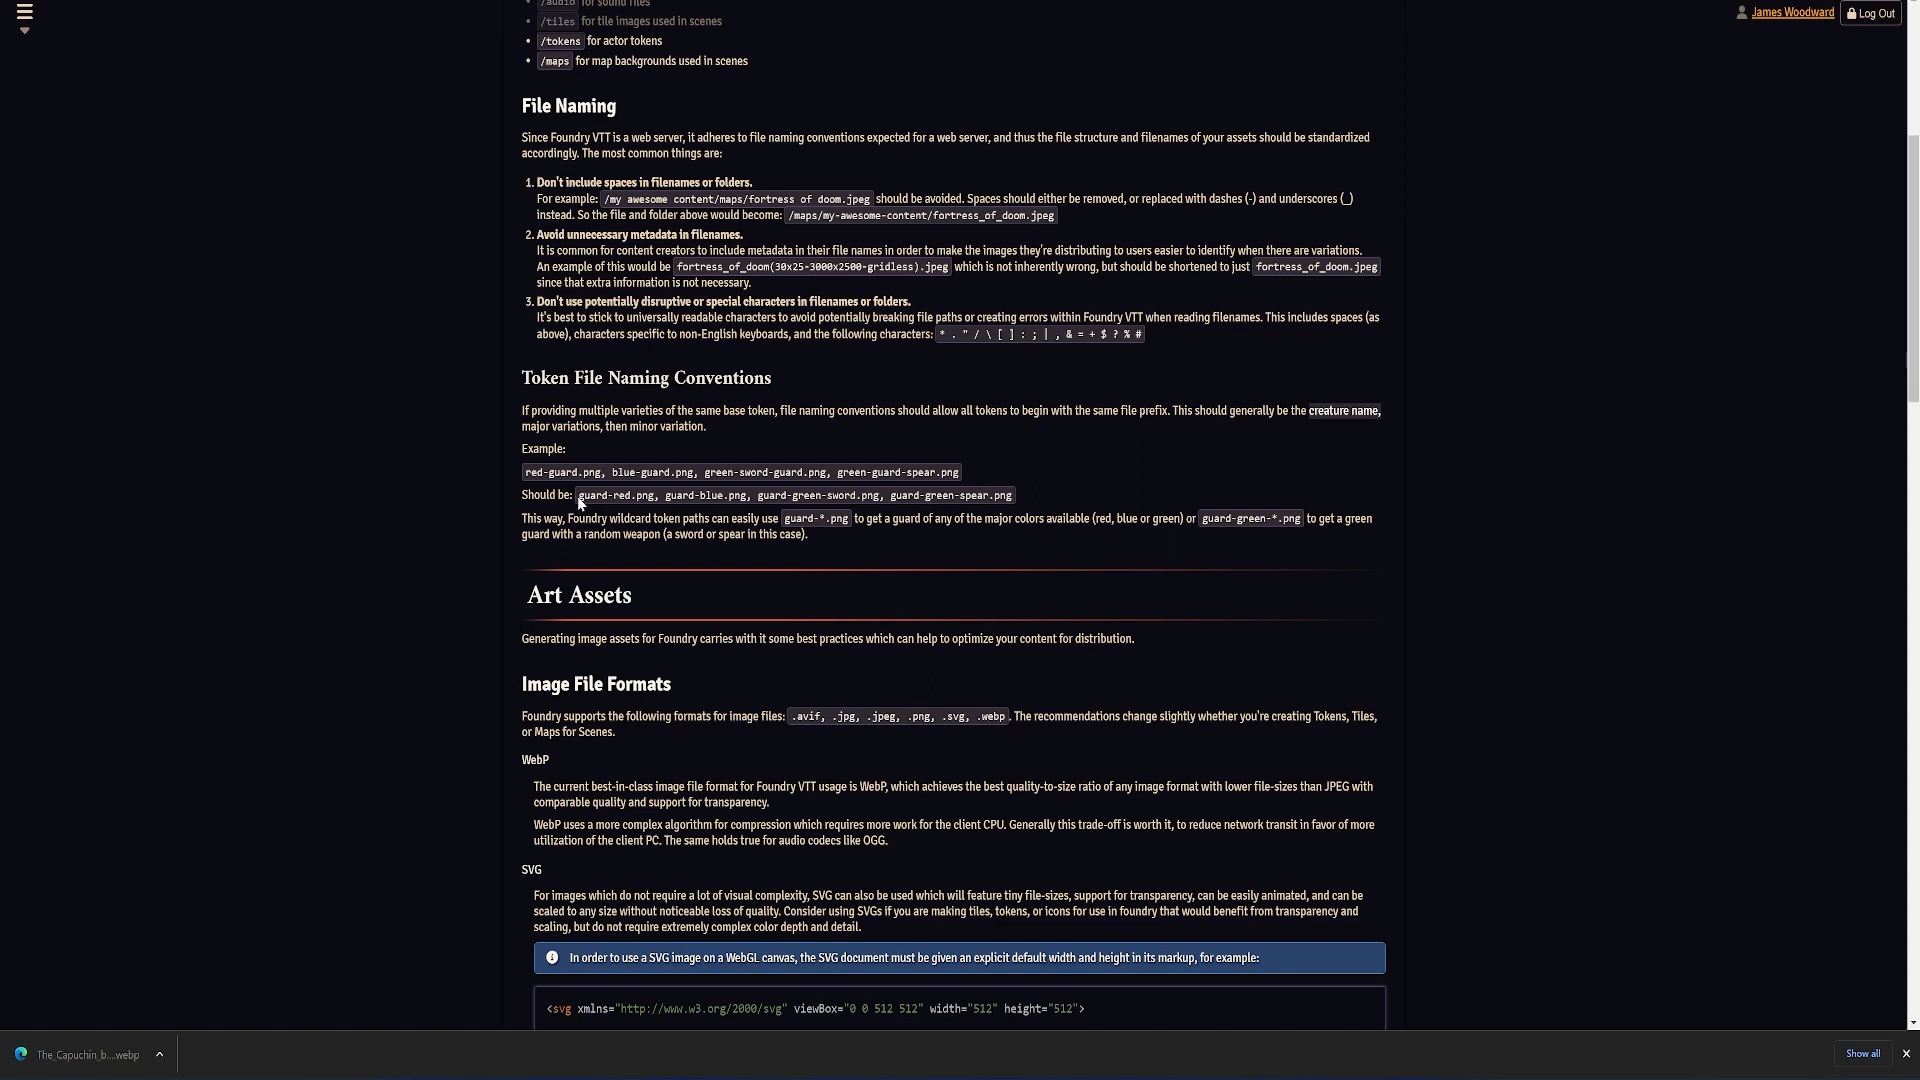 /audio for sound files
/tiles for tile images used in scenes
/tokens for actor tokens
/maps for map backgrounds used in scenes
James Woodward
Log Out
File Naming
Since Foundry VTT is a web server, it adheres to file naming conventions expected for a web server, and thus the file structure and filenames of your assets should be standardized
accordingly. The most common things are:
1. Don't include spaces in filenames or folders.
For example: /my awesome content/maps/fortress of doom.jpeg should be avoided. Spaces should either be removed, or replaced with dashes (-) and underscores (_)
instead. So the file and folder above would become: /maps/my-awesome-content/fortress_of_doom.jpeg
2. Avoid unnecessary metadata in filenames.
It is common for content creators to include metadata in their file names in order to make the images they're distributing to users easier to identify when there are variations.
An example of this would be fortress_of_doom(30x25-3000x2500-gridless).jpeg which is not inherently wrong, but should be shortened to just fortress_of_doom.jpeg
since that extra information is not necessary.
3. Don't use potentially disruptive or special characters in filenames or folders.
It's best to stick to universally readable characters to avoid potentially breaking file paths or creating errors within Foundry VTT when reading filenames. This includes spaces (as
above), characters specific to non-English keyboards, and the following characters: * . " / \ [ ] : ; | , & = + $ ? % #
Token File Naming Conventions
If providing multiple varieties of the same base token, file naming conventions should allow all tokens to begin with the same file prefix. This should generally be the creature name,
major variations, then minor variation.
Example:
red-guard.png, blue-guard.png, green-sword-guard.png, green-guard-spear.png
Should be: guard-red.png, guard-blue.png, guard-green-sword.png, guard-green-spear.png
This way, Foundry wildcard token paths can easily use guard-*.png to get a guard of any of the major colors available (red, blue or green) or guard-green-*.png to get a green
guard with a random weapon (a sword or spear in this case).
Art Assets
Generating image assets for Foundry carries with it some best practices which can help to optimize your content for distribution.
Image File Formats
Foundry supports the following formats for image files: .avif, .jpg, .jpeg, .png, .svg, .webp. The recommendations change slightly whether you're creating Tokens, Tiles,
or Maps for Scenes.
WebP
The current best-in-class image file format for Foundry VTT usage is WebP, which achieves the best quality-to-size ratio of any image format with lower file-sizes than JPEG with
comparable quality and support for transparency.
WebP uses a more complex algorithm for compression which requires more work for the client CPU. Generally this trade-off is worth it, to reduce network transit in favor of more
utilization of the client PC. The same holds true for audio codecs like OGG.
SVG
For images which do not require a lot of visual complexity, SVG can also be used which will feature tiny file-sizes, support for transparency, can be easily animated, and can be
scaled to any size without noticeable loss of quality. Consider using SVGs if you are making tiles, tokens, or icons for use in foundry that would benefit from transparency and
scaling, but do not require extremely complex color depth and detail.
In order to use a SVG image on a WebGL canvas, the SVG document must be given an explicit default width and height in its markup, for example:
<svg xmlns="http://www.w3.org/2000/svg" viewBox="0 0 512 512" width="512" height="512">
The_Capuchin_b....webp
Show all